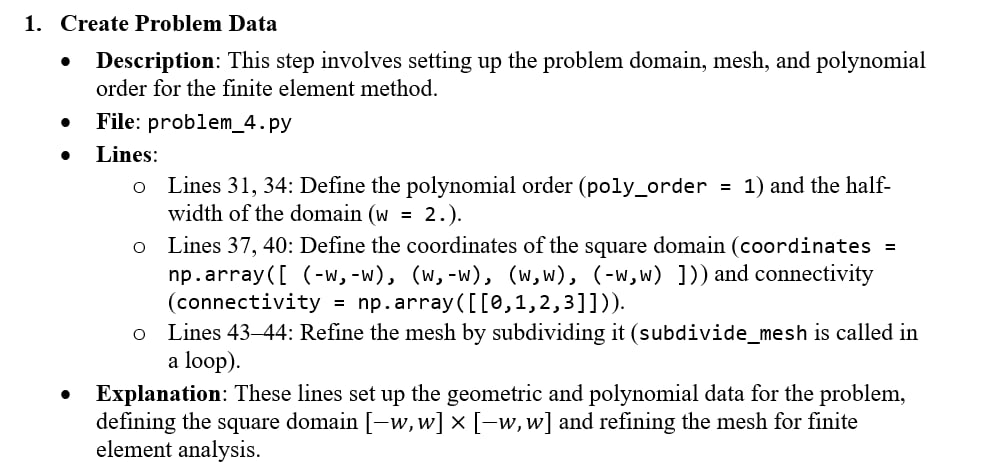 1. Create Problem Data
• Description: This step involves setting up the problem domain, mesh, and polynomial
order for the finite element method.
• File: problem_4.py
• Lines:
o Lines 31, 34: Define the polynomial order (poly_order = 1) and the half-
width of the domain (w = 2.).
o Lines 37, 40: Define the coordinates of the square domain (coordinates =
np.array([ (-w,-w), (w,-w), (w,w), (-w,w) ])) and connectivity
(connectivity = np.array([[0,1,2,3]])).
o Lines 43–44: Refine the mesh by subdividing it (subdivide_mesh is called in
a loop).
• Explanation: These lines set up the geometric and polynomial data for the problem,
defining the square domain [−w, w] × [−w, w] and refining the mesh for finite
element analysis.